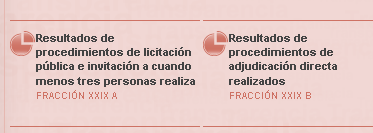 Resultados de
procedimientos de licitación
pública e invitación a cuando
menos tres personas realiza
FRACCIÓN XXIX A
Resultados de
procedimientos de
adjudicación directa
realizados
FRACCIÓN XXIX B